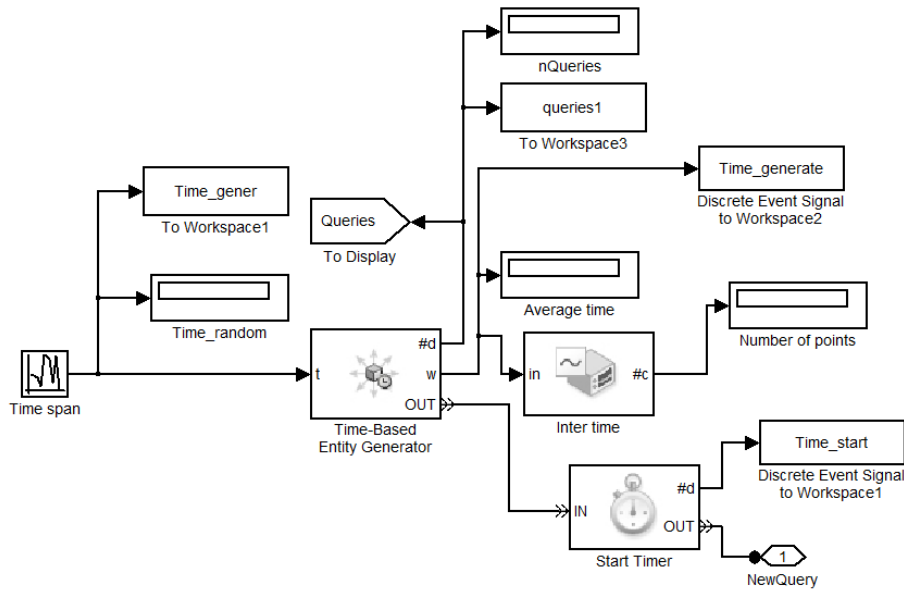 nQueries
queries1
To Workspace3
Time_gener
To Workspace1
Time_generate
Discrete Event Signal
to Workspace2
Queries
To Display
Time_random
Average time
Number of points
Time span
t
#d
w
OUT
Time-Based
Entity Generator
in
#c
Inter time
Time_start
Discrete Event Signal
to Workspace1
IN
#d
OUT
Start Timer
1
NewQuery